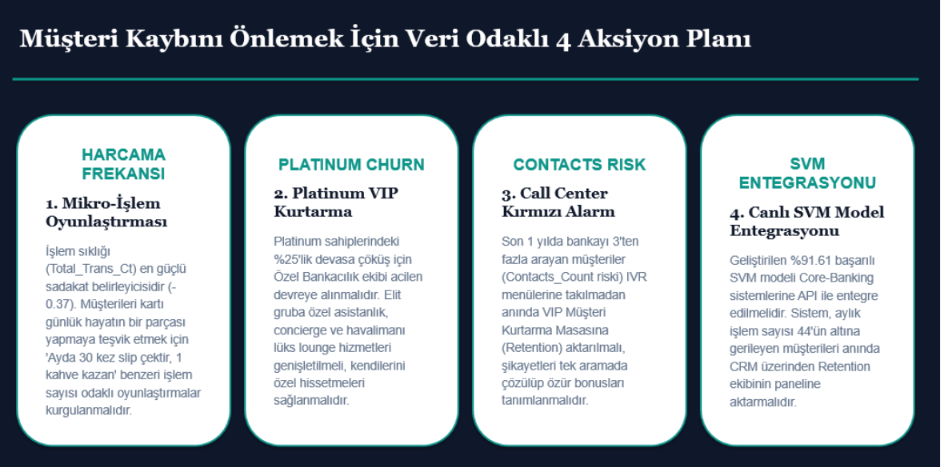 Müşteri Kaybını Önlemek İçin Veri Odaklı 4 Aksiyon Planı
HARCAMA
FREKANSI
1. Mikro-İşlem
Oyunlaştırması
İşlem sıklığı
(Total_Trans_Ct) en güçlü
sadakat belirleyicisidir (-
0.37). Müşterileri kartı
günlük hayatın bir parçası
yapmaya teşvik etmek için
'Ayda 30 kez slip çektir, 1
kahve kazan' benzeri işlem
sayısı odaklı oyunlaştırmalar
kurgulanmalıdır.
PLATINUM CHURN
2. Platinum VIP
Kurtarma
Platinum sahiplerindeki
%25'lik devasa çöküş için
Özel Bankacılık ekibi acilen
devreye alınmalıdır. Elit
gruba özel asistanlık,
concierge ve havalimanı
lüks lounge hizmetleri
genişletilmeli, kendilerini
özel hissetmeleri
sağlanmalıdır.
CONTACTS RISK
3. Call Center
Kırmızı Alarm
Son 1 yılda bankayı 3'ten
fazla arayan müşteriler
(Contacts_Count riski) IVR
menülerine takılmadan
anında VIP Müşteri
Kurtarma Masasına
(Retention) aktarılmalı,
şikayetleri tek aramada
çözülüp özür bonusları
tanımlanmalıdır.
SVM
ENTEGRASYONU
4. Canlı SVM Model
Entegrasyonu
Geliştirilen %91.61 başarılı
SVM modeli Core-Banking
sistemlerine API ile entegre
edilmelidir. Sistem, aylık
işlem sayısı 44'ün altına
gerileyen müşterileri anında
CRM üzerinden Retention
ekibinin paneline
aktarmalıdır.